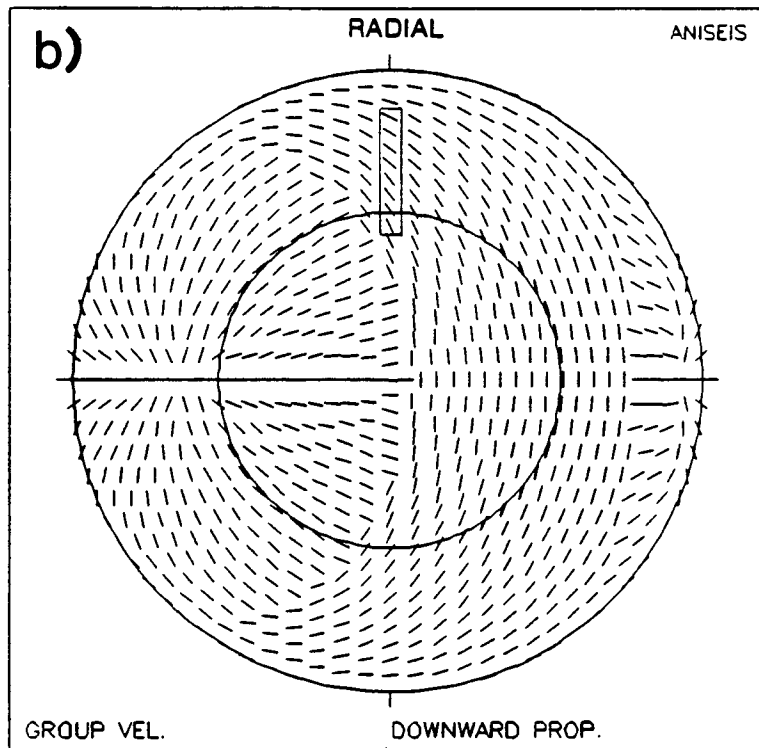 b)
RADIAL
ANISEIS
GROUP VEL.
DOWNWARD PROP.